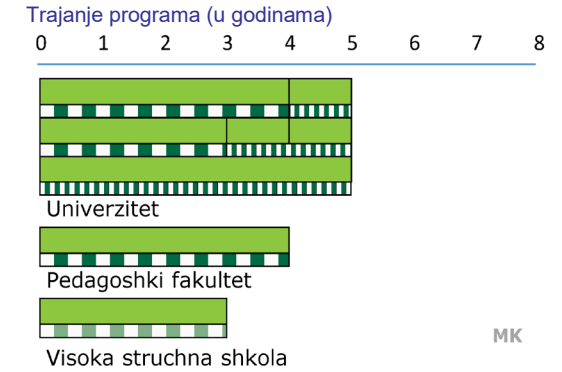 Trajanje programa (u godinama)
0 1 2 3 4 5 6 7 8
Univerzitet
Pedagoshki fakultet
MK
Visoka struchna shkola